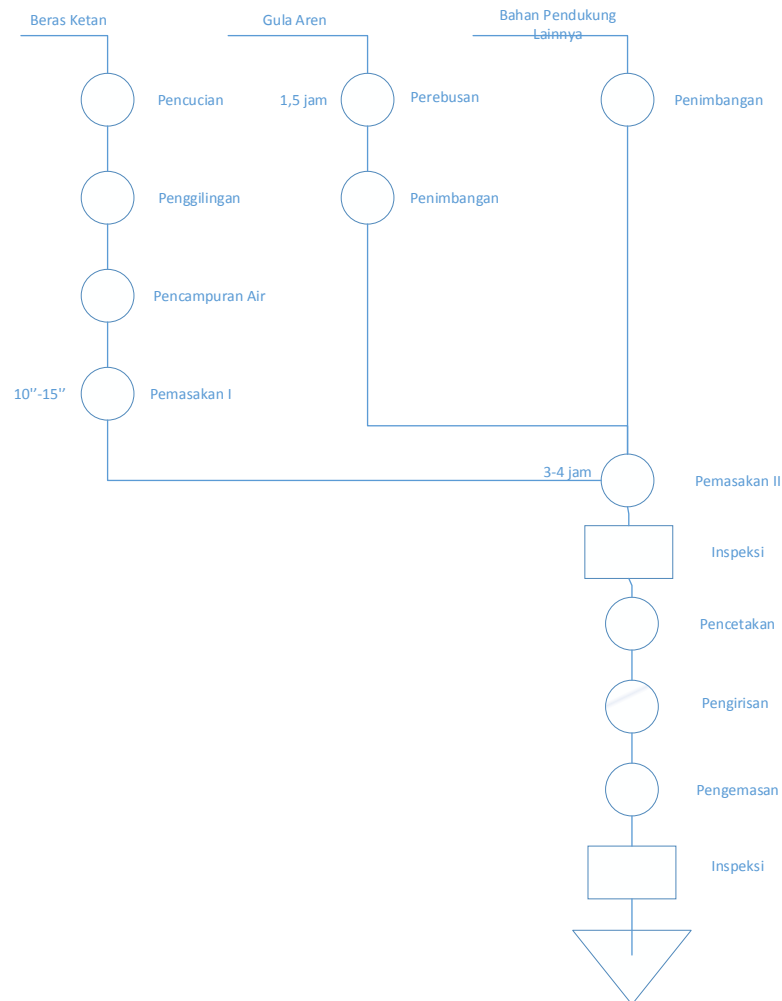 Beras Ketan
Gula Aren
Bahan Pendukung
Lainnya
Pencucian
1,5 jam
Perebusan
Penimbangan
Penggilingan
Penimbangan
Pencampuran Air
10''-15''
Pemasakan I
3-4 jam
Pemasakan II
Inspeksi
Pencetakan
Pengirisan
Pengemasan
Inspeksi